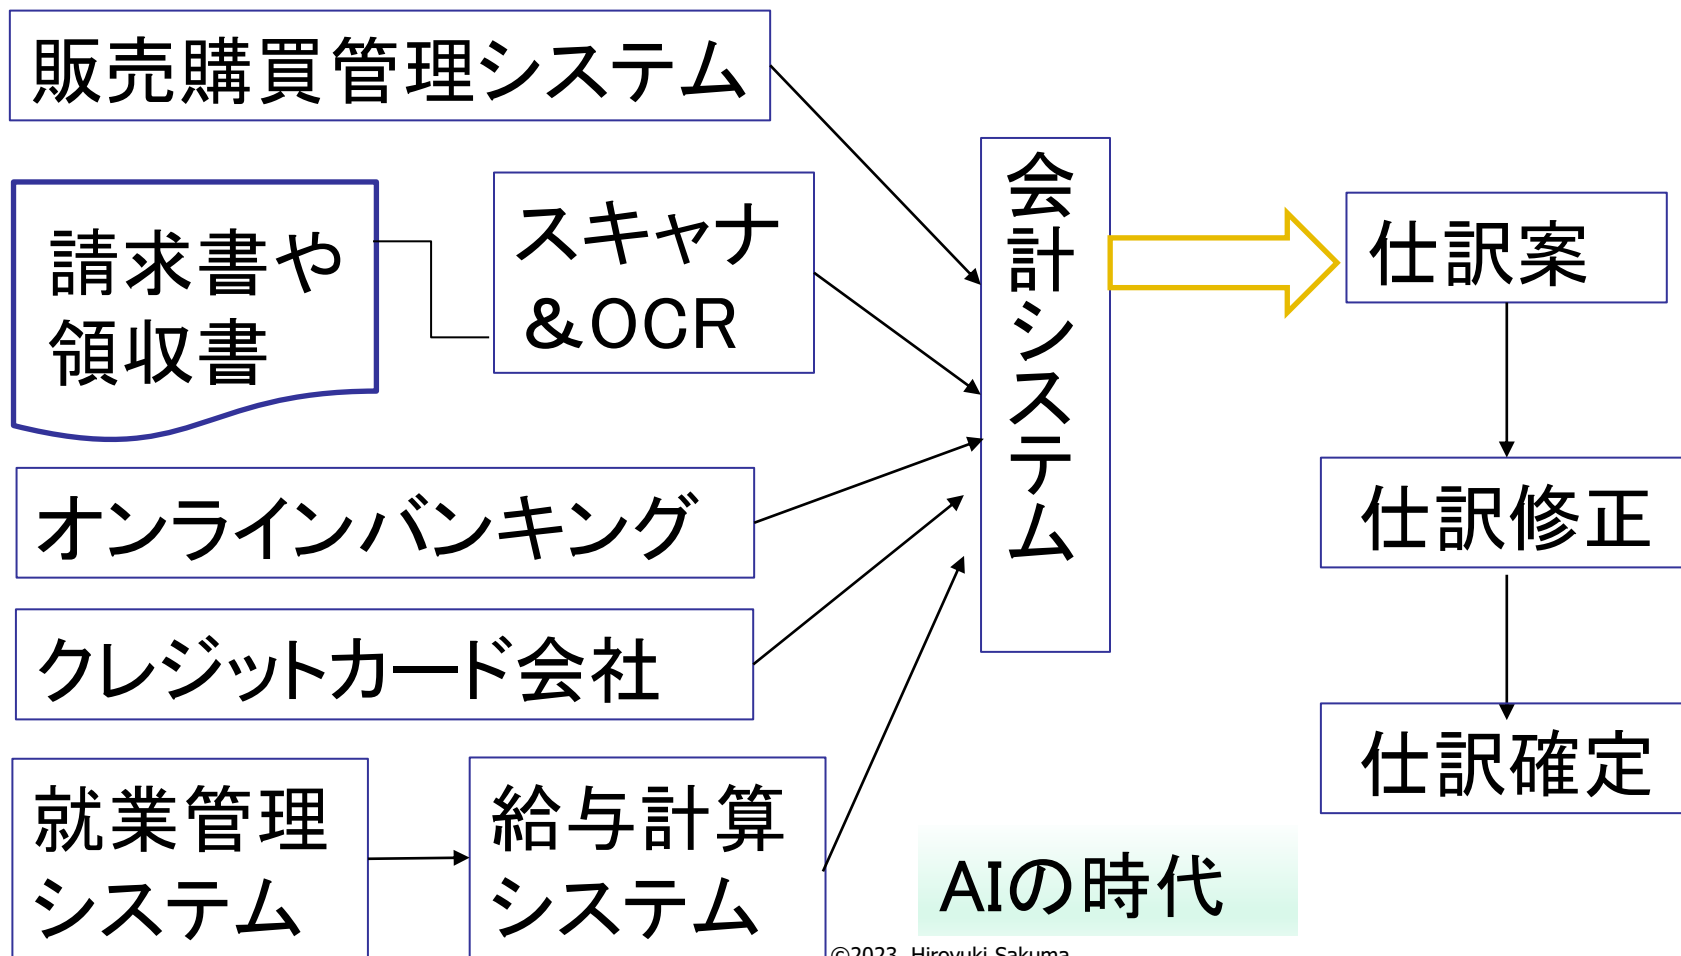 販売購買管理システム
請求書や
領収書
スキャナ
&OCR
オンラインバンキング
クレジットカード会社
就業管理
システム
給与計算
システム
会計システム
仕訳案
仕訳修正
仕訳確定
AIの時代
©2023 Hiroyuki Sakuma